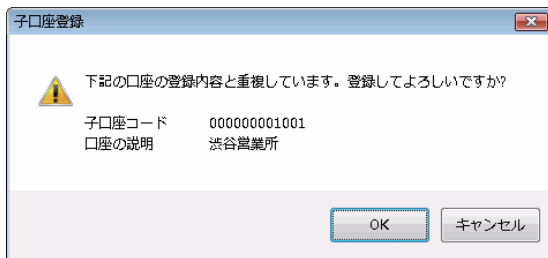 子口座登録
下記の口座の登録内容と重複しています。登録してよろしいですか?
子口座コード 000000001001
口座の説明 渋谷営業所
OK キャンセル